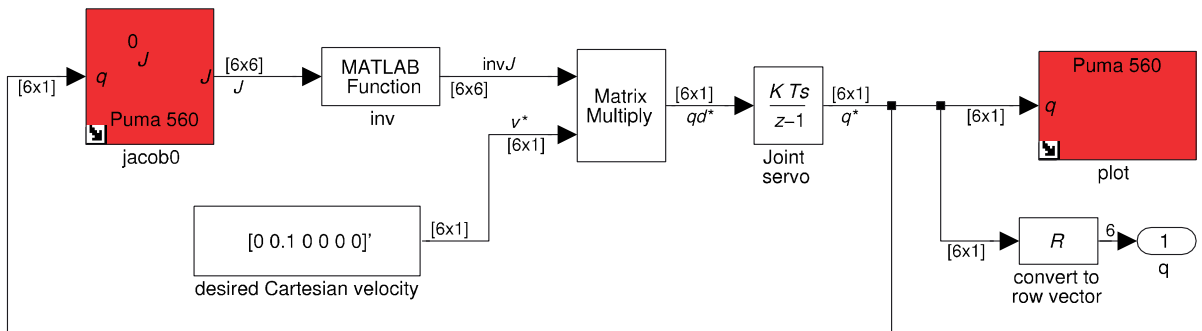 0
J
q
J
Puma 560
jacob0
[6x1]
[6x6]
J
MATLAB
Function
inv
invJ
[6x6]
v*
[6x1]
Matrix
Multiply
[6x1]
qd*
K Ts
z–1
Joint
servo
[6x1]
q*
[6x1]
Puma 560
q
plot
[0 0.1 0 0 0 0]'
desired Cartesian velocity
[6x1]
[6x1]
R
convert to
row vector
6
1
q